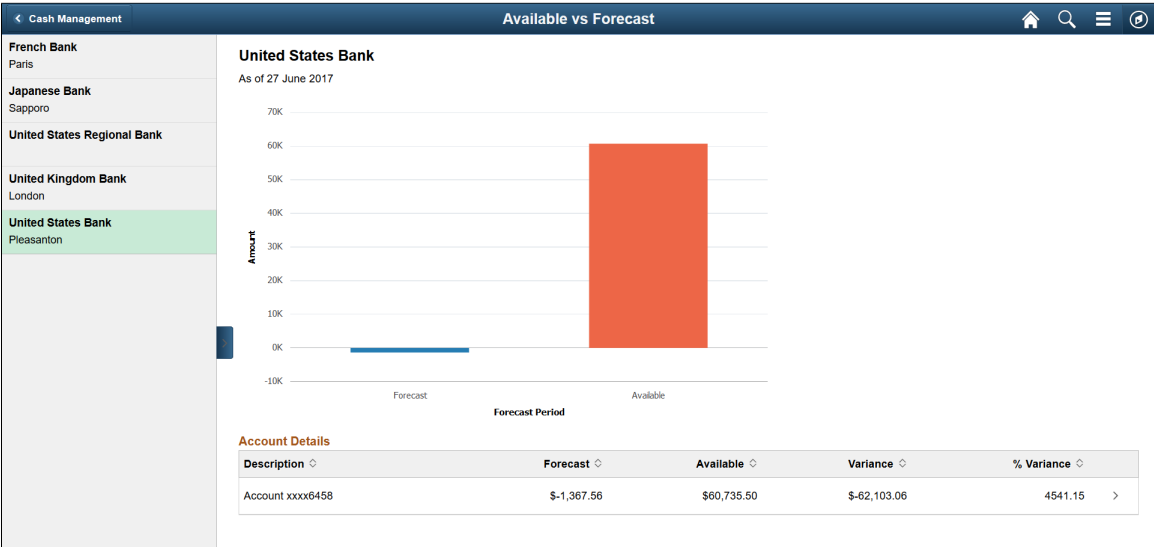 Cash Management
Available vs Forecast
French Bank
Paris
Japanese Bank
Sapporo
United States Regional Bank
United Kingdom Bank
London
United States Bank
Pleasanton
United States Bank
As of 27 June 2017
70K
60K
50K
40K
30K
20K
10K
0K
-10K
Amount
Forecast
Available
Forecast Period
Account Details
Description Forecast Available Variance % Variance
Account xxxx6458 $-1,367.56 $60,735.50 $-62,103.06 4541.15